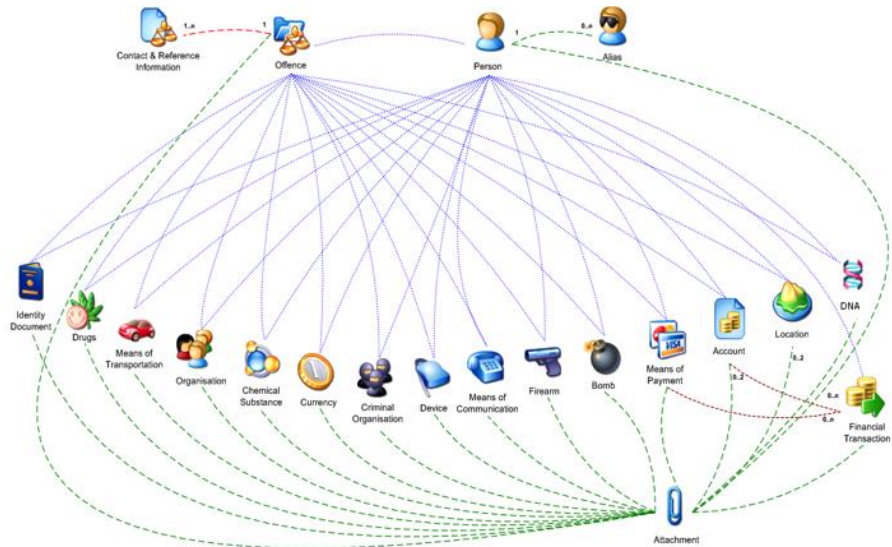 1..n
1
Contact & Reference
Information
Offence
Person
1
0..n
Alias
Identity
Document
Drugs
Means of
Transportation
Organisation
Chemical
Substance
Currency
Criminal
Organisation
Device
Means of
Communication
Firearm
Bomb
VISA
Means of
Payment
Account
0..2
Location
0..2
DNA
0..n
0..n
Financial
Transaction
Attachment